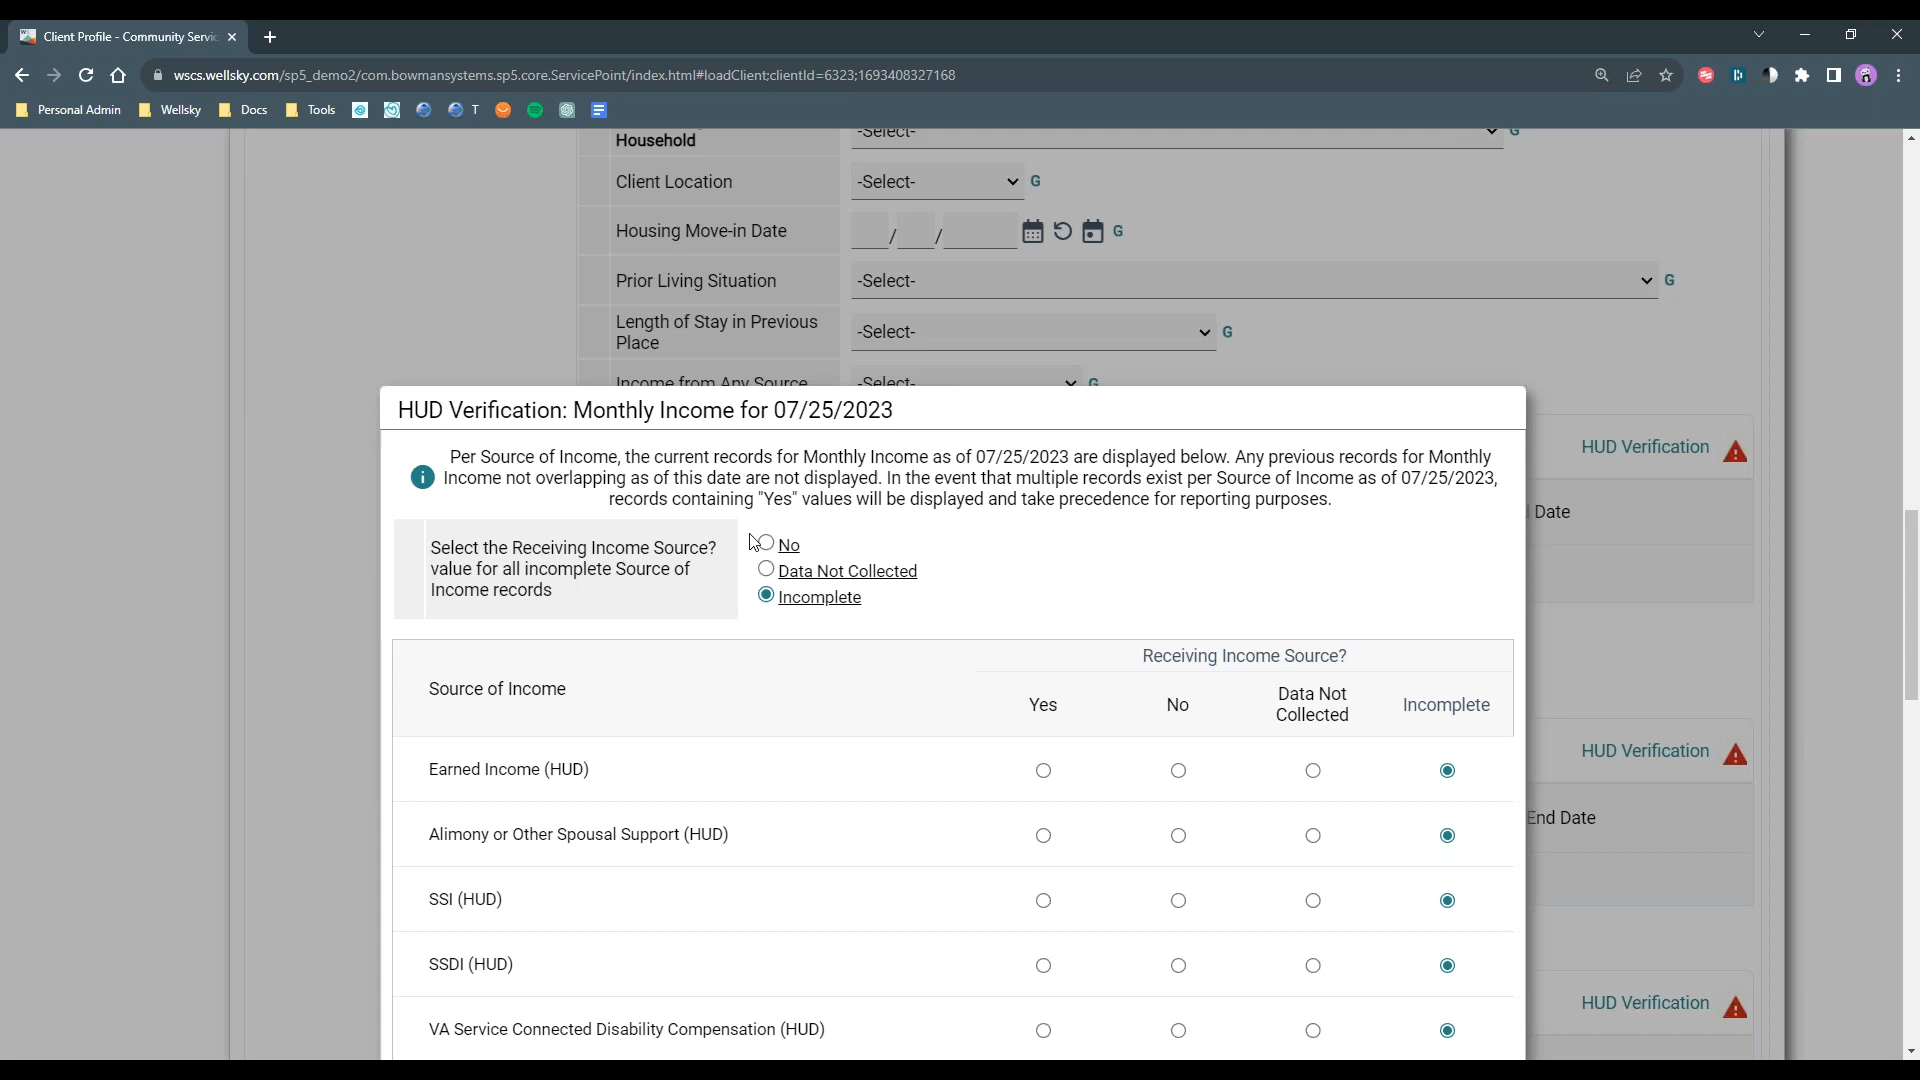 Client Profile - Community Servic
wscs.wellsky.com/sp5_demo2/com.bowmansystems.sp5.core.ServicePoint/index.html#loadClient;clientId=6323;1693408327168
Personal Admin
Wellsky
Docs
Tools
T
Household
-Select-
G
Client Location
-Select-
G
Housing Move-in Date
/ /
G
Prior Living Situation
-Select-
G
Length of Stay in Previous
Place
-Select-
G
Income from Any Source
-Select-
G
HUD Verification: Monthly Income for 07/25/2023
Per Source of Income, the current records for Monthly Income as of 07/25/2023 are displayed below. Any previous records for Monthly
Income not overlapping as of this date are not displayed. In the event that multiple records exist per Source of Income as of 07/25/2023,
records containing "Yes" values will be displayed and take precedence for reporting purposes.
HUD Verification
Date
Select the Receiving Income Source?
value for all incomplete Source of
Income records
No
Data Not Collected
Incomplete
Source of Income
Receiving Income Source?
Yes
No
Data Not
Collected
Incomplete
HUD Verification
Earned Income (HUD)
End Date
Alimony or Other Spousal Support (HUD)
SSI (HUD)
SSDI (HUD)
HUD Verification
VA Service Connected Disability Compensation (HUD)